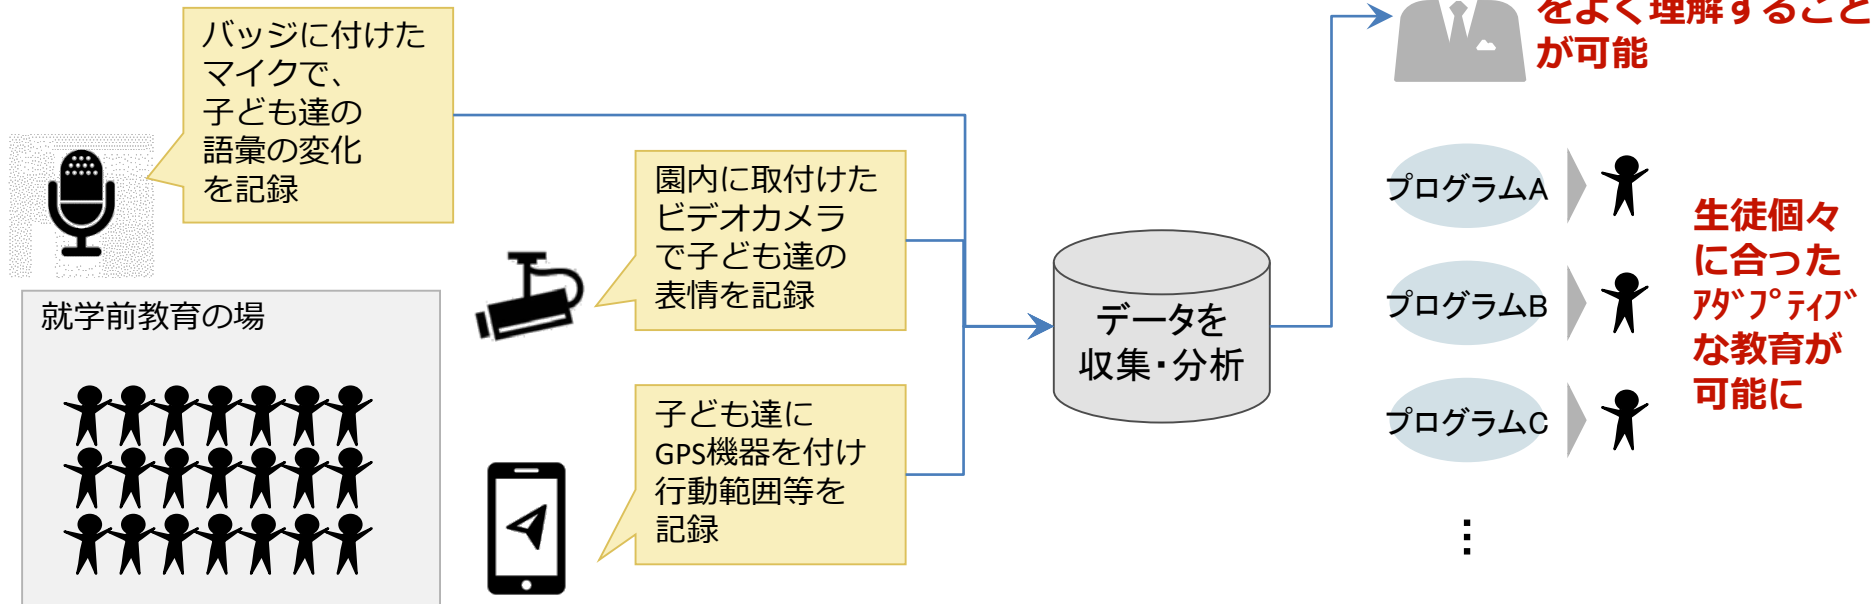 バッジに付けた
マイクで、
子ども達の
語彙の変化
を記録
園内に取付けた
ビデオカメラ
で子ども達の
表情を記録
就学前教育の場
子ども達に
GPS機器を付け
行動範囲等を
記録
データを
収集・分析
をよく理解すること
が可能
プログラムA
プログラムB
プログラムC
⋮
生徒個々
に合った
ｱﾀﾞﾌﾟﾃｨﾌﾞ
な教育が
可能に